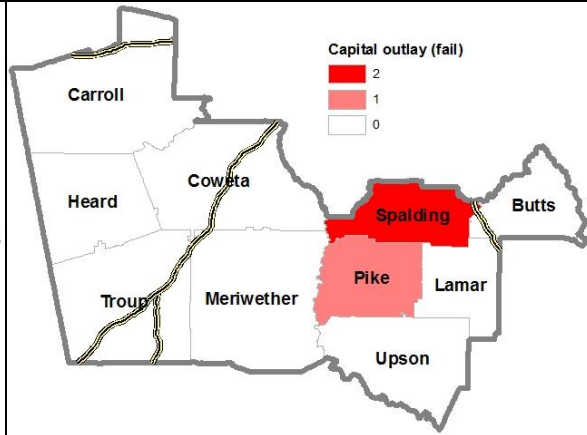 Capital outlay (fail)
2
1
0
Carroll
Heard
Coweta
Spalding
Butts
Troup
Meriwether
Pike
Lamar
Upson